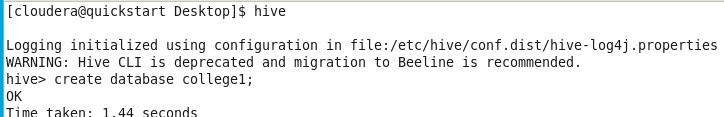 [cloudera@quickstart Desktop]$ hive
Logging initialized using configuration in file:/etc/hive/conf.dist/hive-log4j.properties
WARNING: Hive CLI is deprecated and migration to Beeline is recommended.
hive> create database college1;
OK
Time taken: 1.44 seconds